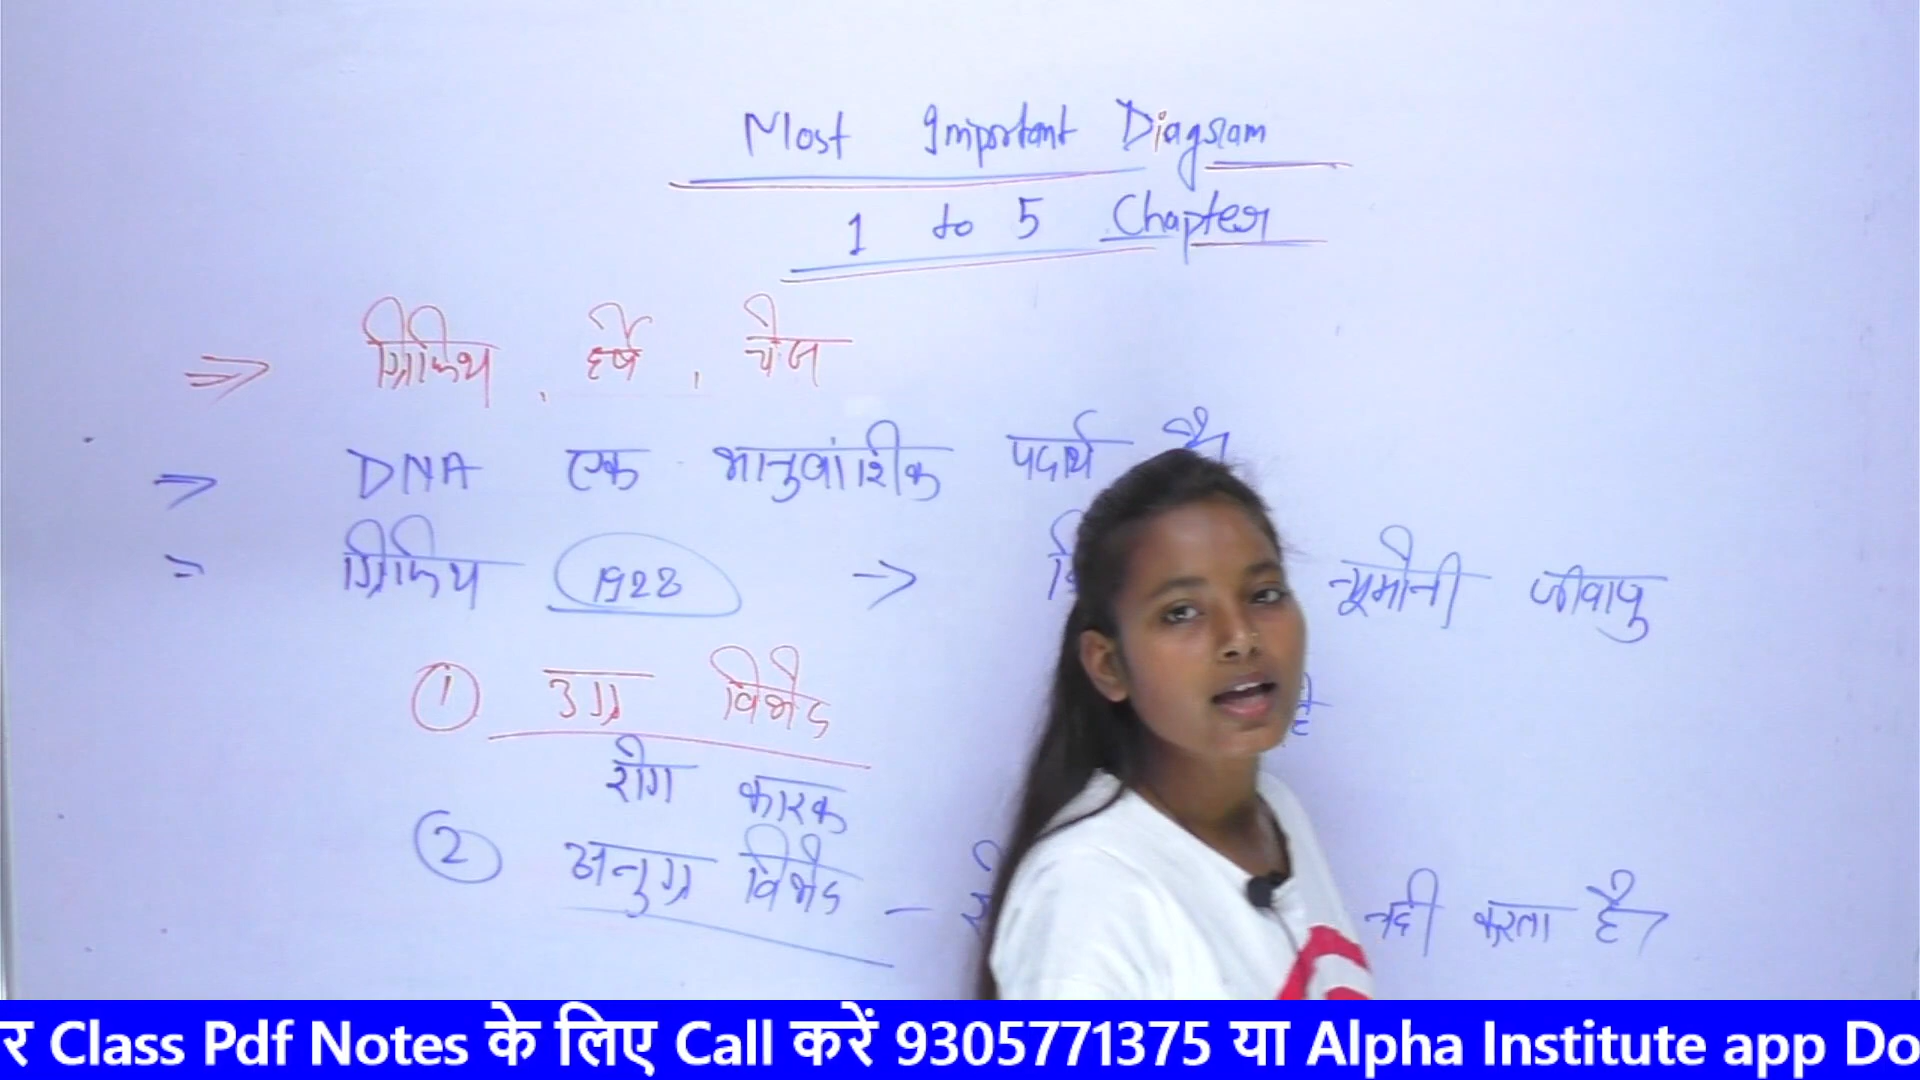 Most Important Diagram
1 to 5 Chapter
⇒ ग्रिफिथ , हर्षे , चेज
⇒ DNA एक आनुवांशिक पदार्थ है
= ग्रिफिथ 1928 → न्यूमोनी जीवाणु
① उग्र विभेद
है
रोग कारक
② अनुग्र विभेद – नही करता है
र Class Pdf Notes के लिए Call करें 9305771375 या Alpha Institute app Do